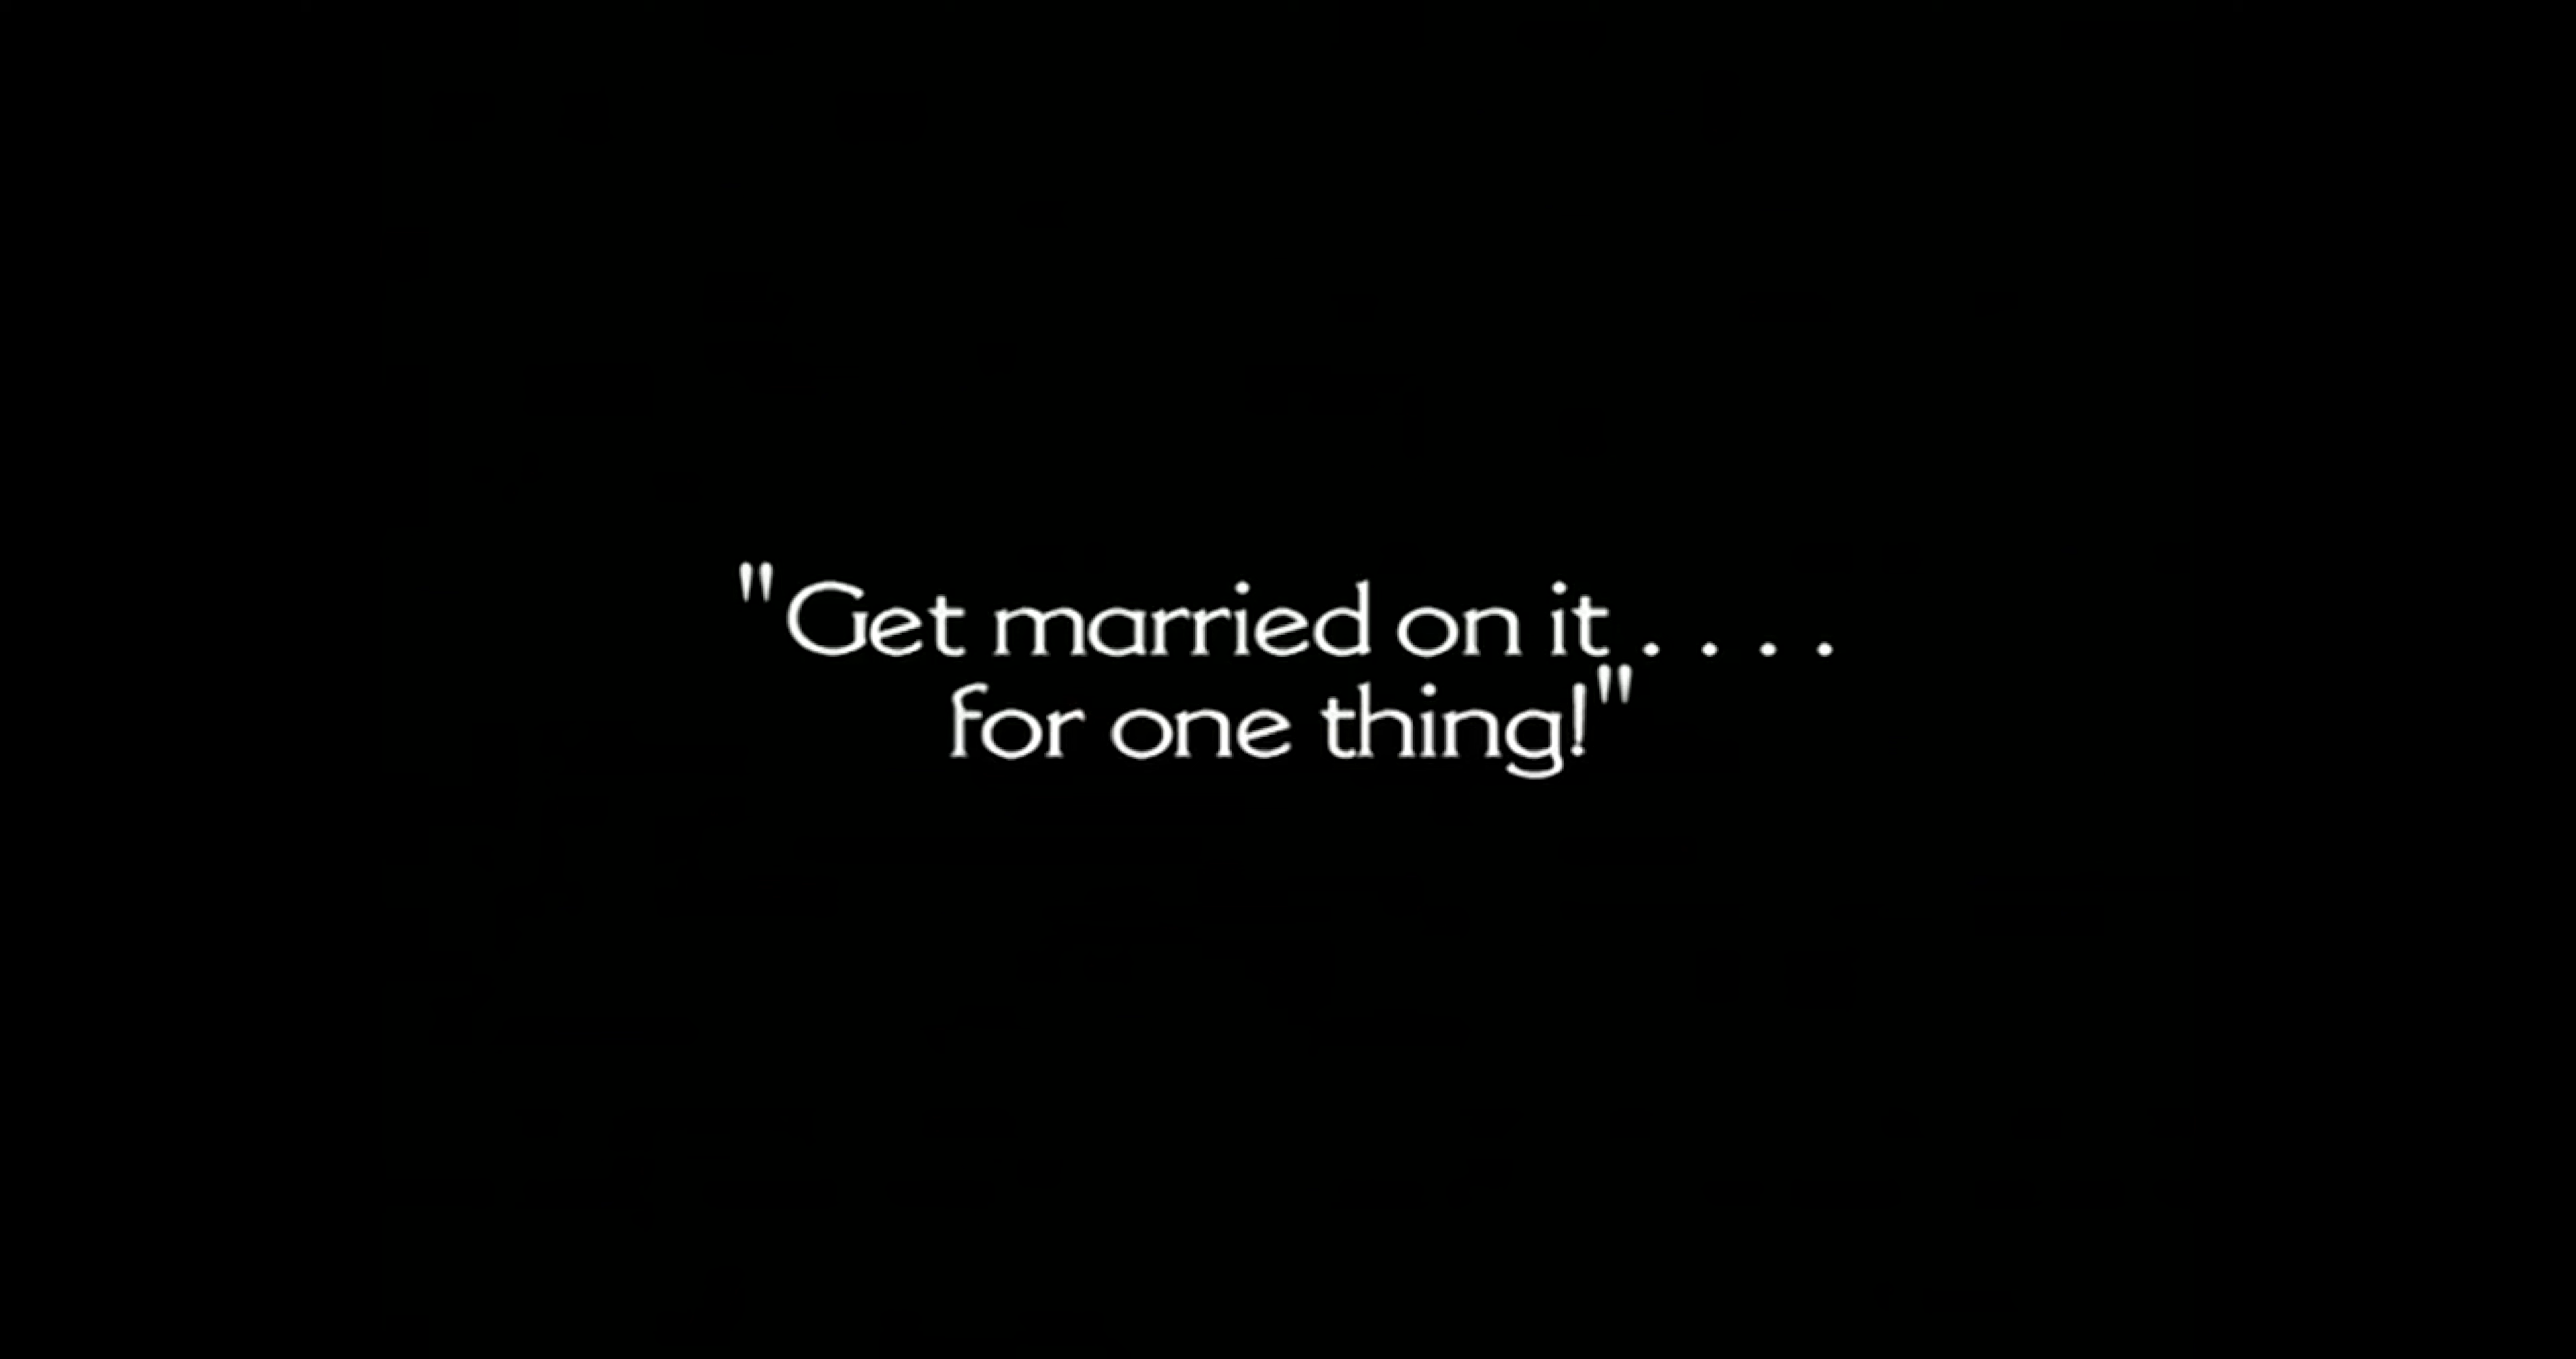 "Get married on it . . . .
for one thing!"